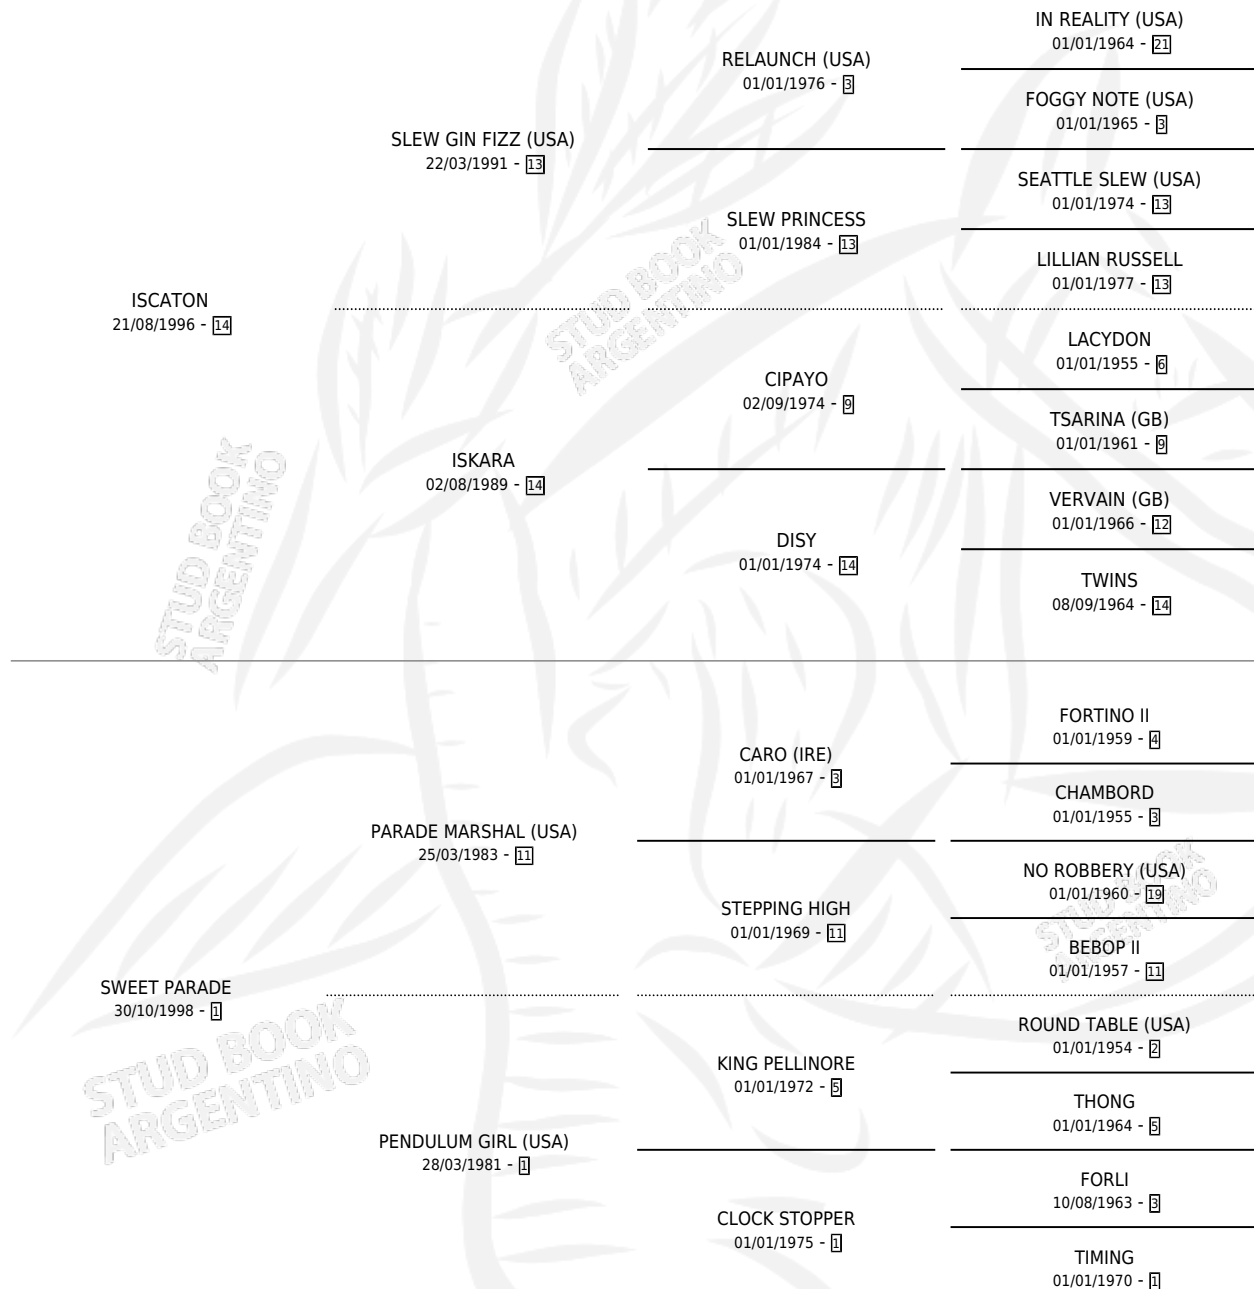 IN REALITY (USA)
01/01/1964 - 21
RELAUNCH (USA)
01/01/1976 - 3
FOGGY NOTE (USA)
01/01/1965 - 3
SLEW GIN FIZZ (USA)
22/03/1991 - 13
SEATTLE SLEW (USA)
01/01/1974 - 13
SLEW PRINCESS
01/01/1984 - 13
LILLIAN RUSSELL
01/01/1977 - 13
ISCATON
21/08/1996 - 14
LACYDON
01/01/1955 - 6
CIPAYO
02/09/1974 - 9
TSARINA (GB)
01/01/1961 - 9
ISKARA
02/08/1989 - 14
VERVAIN (GB)
01/01/1966 - 12
DISY
01/01/1974 - 14
TWINS
08/09/1964 - 14
FORTINO II
01/01/1959 - 4
CARO (IRE)
01/01/1967 - 3
CHAMBORD
01/01/1955 - 3
PARADE MARSHAL (USA)
25/03/1983 - 11
NO ROBBERY (USA)
01/01/1960 - 19
STEPPING HIGH
01/01/1969 - 11
BEBOP II
01/01/1957 - 11
SWEET PARADE
30/10/1998 - 1
ROUND TABLE (USA)
01/01/1954 - 2
KING PELLINORE
01/01/1972 - 5
THONG
01/01/1964 - 5
PENDULUM GIRL (USA)
28/03/1981 - 1
FORLI
10/08/1963 - 3
CLOCK STOPPER
01/01/1975 - 1
TIMING
01/01/1970 - 1
STUD BOOK
ARGENTINO
STUD BOOK
ARGENTINO
STUD BOOK
ARGENTINO
STUD BOOK
ARGENTINO